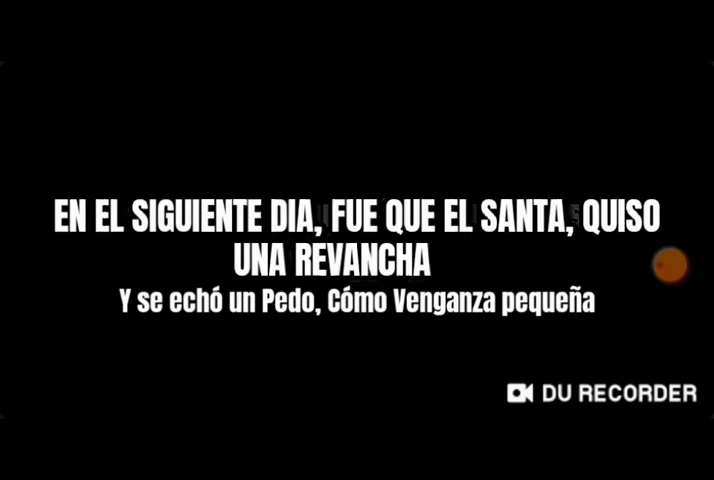 EN EL SIGUIENTE DIA, FUE QUE EL SANTA, QUISO
UNA REVANCHA
Y se echó un Pedo, Cómo Venganza pequeña
DU RECORDER